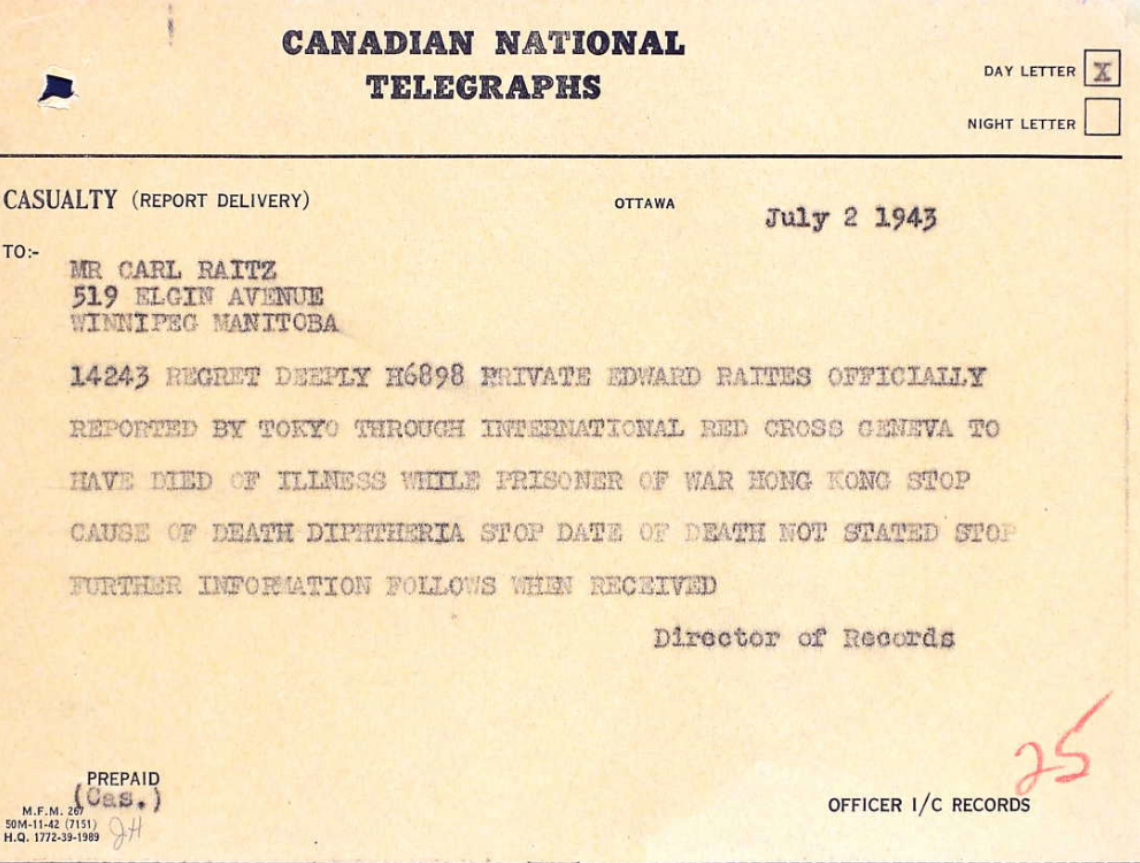 CANADIAN NATIONAL
TELEGRAPHS
DAY LETTER X
NIGHT LETTER
CASUALTY (REPORT DELIVERY)
OTTAWA
July 2 1943
TO:-
MR CARL RAITZ
519 ELGIN AVENUE
WINNIPEG MANITOBA
14243 REGRET DEEPLY H6898 PRIVATE EDWARD RAITES OFFICIALLY
REPORTED BY TOKYO THROUGH INTERNATIONAL RED CROSS GENEVA TO
HAVE DIED OF ILLNESS WHILE PRISONER OF WAR HONG KONG STOP
CAUSE OF DEATH DIPHTHERIA STOP DATE OF DEATH NOT STATED STOP
FURTHER INFORMATION FOLLOWS WHEN RECEIVED
Director of Records
25
PREPAID
(Cas.)
M.F.M. 267
50M-11-42 (7151)
H.Q. 1772-39-1989
JH
OFFICER I/C RECORDS